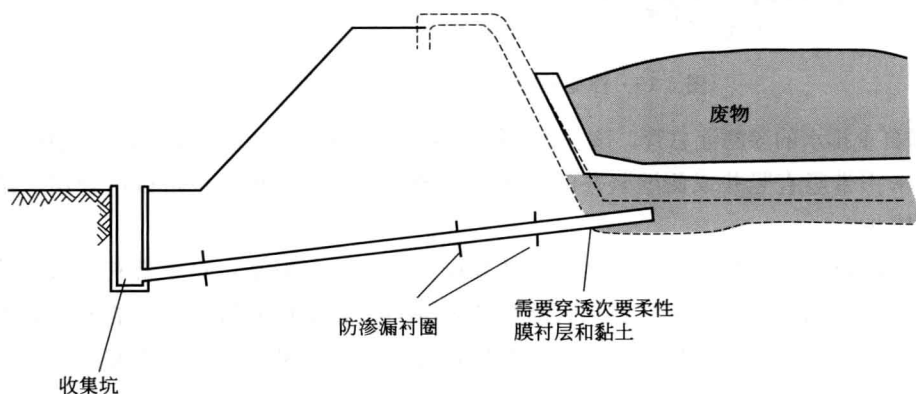 废物
防渗漏衬圈
需要穿透次要柔性
膜衬层和黏土
收集坑